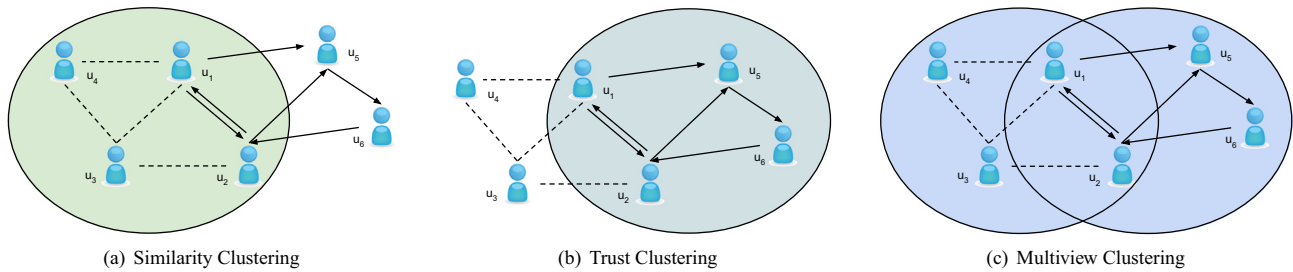 u4
u1
u5
u6
u3
u2
(a) Similarity Clustering
u4
u1
u5
u6
u3
u2
(b) Trust Clustering
u4
u1
u5
u6
u3
u2
(c) Multiview Clustering